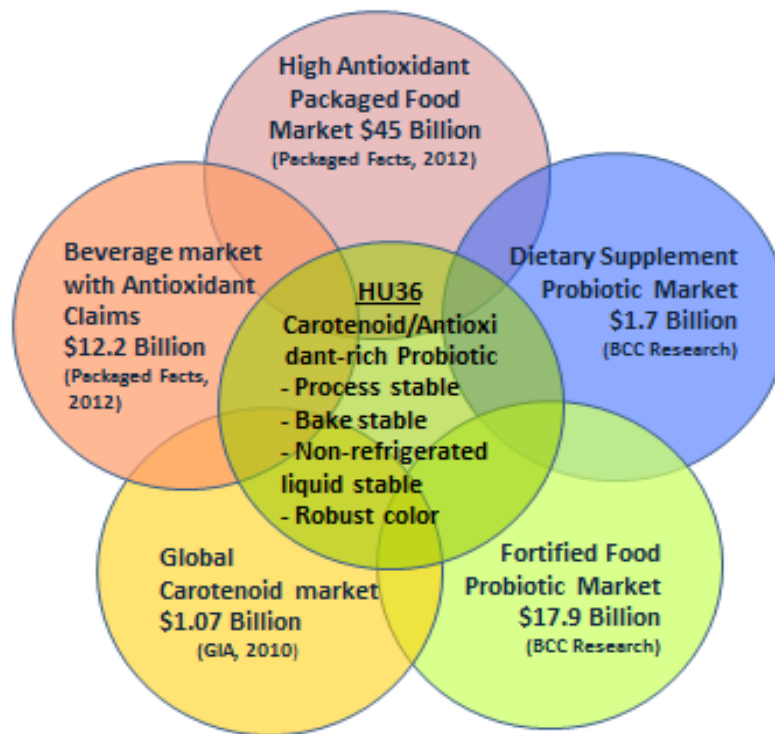 High Antioxidant
Packaged Food
Market $45 Billion
(Packaged Facts, 2012)
Beverage market
with Antioxidant
Claims
$12.2 Billion
(Packaged Facts,
2012)
Dietary Supplement
Probiotic Market
$1.7 Billion
(BCC Research)
HU36
Carotenoid/Antioxi
dant-rich Probiotic
- Process stable
- Bake stable
- Non-refrigerated
liquid stable
- Robust color
Global
Carotenoid market
$1.07 Billion
(GIA, 2010)
Fortified Food
Probiotic Market
$17.9 Billion
(BCC Research)